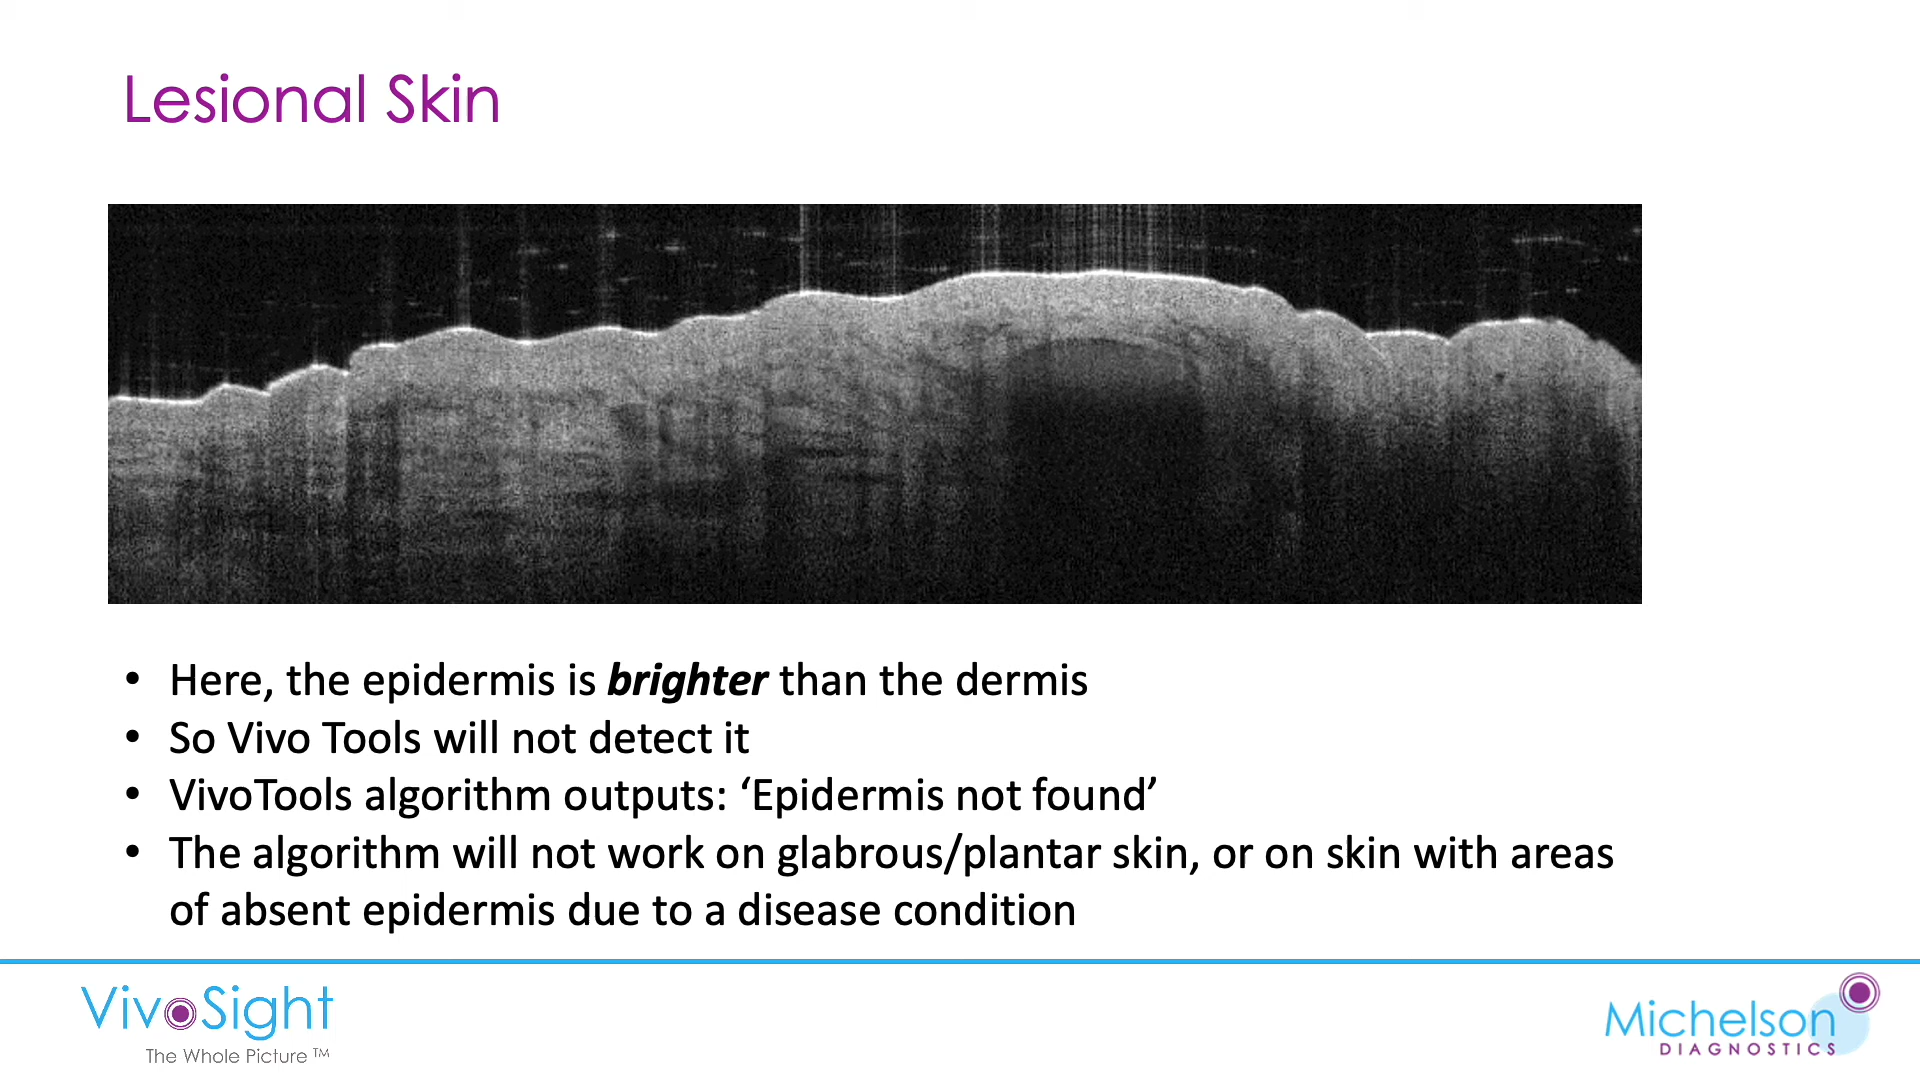 Lesional Skin
• Here, the epidermis is brighter than the dermis
• So Vivo Tools will not detect it
• VivoTools algorithm outputs: ‘Epidermis not found’
• The algorithm will not work on glabrous/plantar skin, or on skin with areas
of absent epidermis due to a disease condition
VivoSight
The Whole Picture ™
Michelson
DIAGNOSTICS